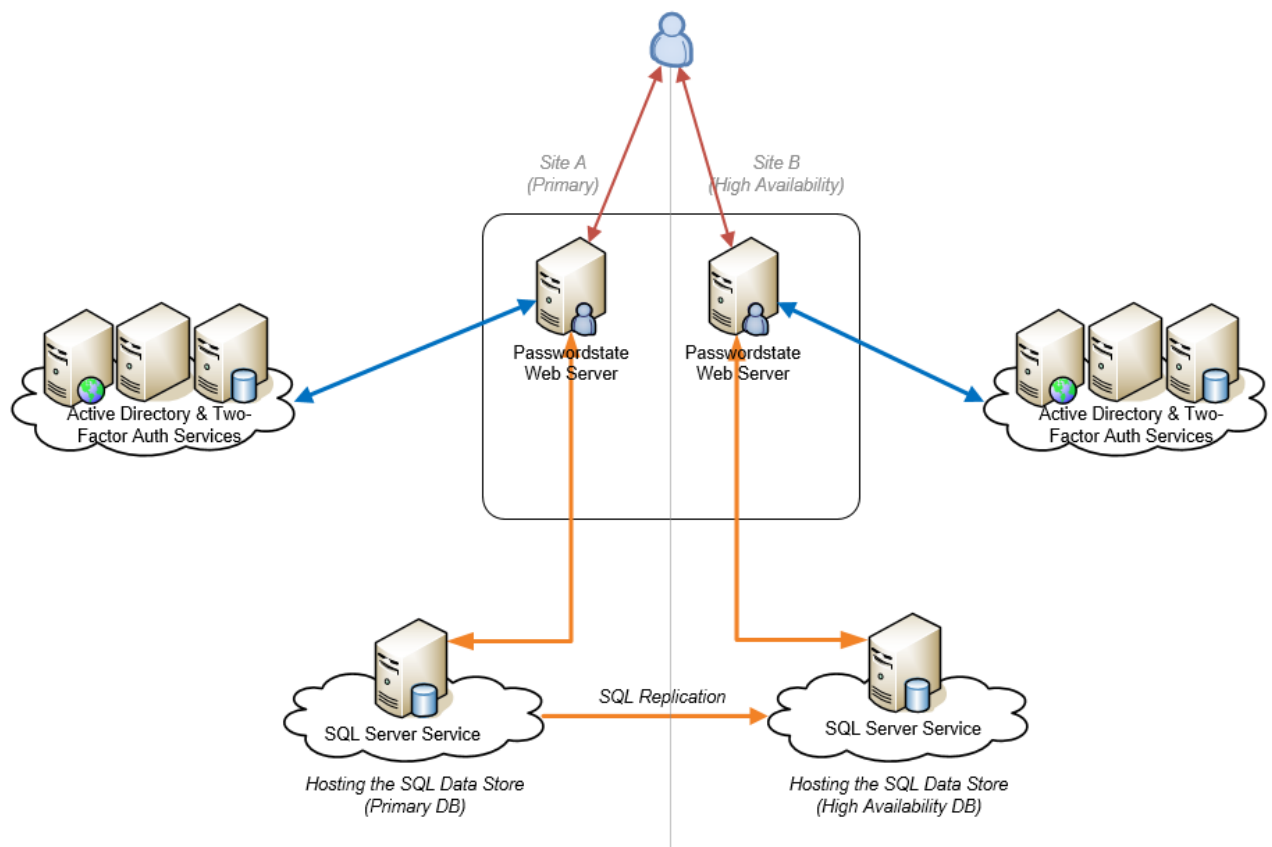 Site A
(Primary)
Site B
(High Availability)
Passwordstate
Web Server
Passwordstate
Web Server
Active Directory & Two-
Factor Auth Services
Active Directory & Two-
Factor Auth Services
SQL Replication
SQL Server Service
SQL Server Service
Hosting the SQL Data Store
(Primary DB)
Hosting the SQL Data Store
(High Availability DB)